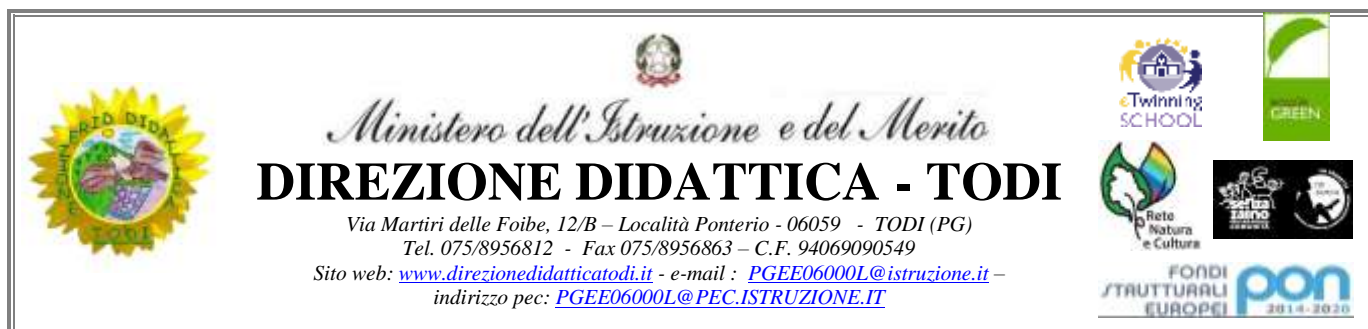 Ministero dell'Istruzione e del Merito
DIREZIONE DIDATTICA - TODI
Via Martiri delle Foibe, 12/B – Località Ponterio - 06059 - TODI (PG)
Tel. 075/8956812 - Fax 075/8956863 – C.F. 94069090549
Sito web: www.direzionedidatticatodi.it - e-mail : PGEE06000L@istruzione.it –
indirizzo pec: PGEE06000L@PEC.ISTRUZIONE.IT
TODI
eTwinning
SCHOOL
GREEN
Rete
Natura
e Cultura
senza
zaino
FONDI
STRUTTURALI
EUROPEI
pon
2014-2020